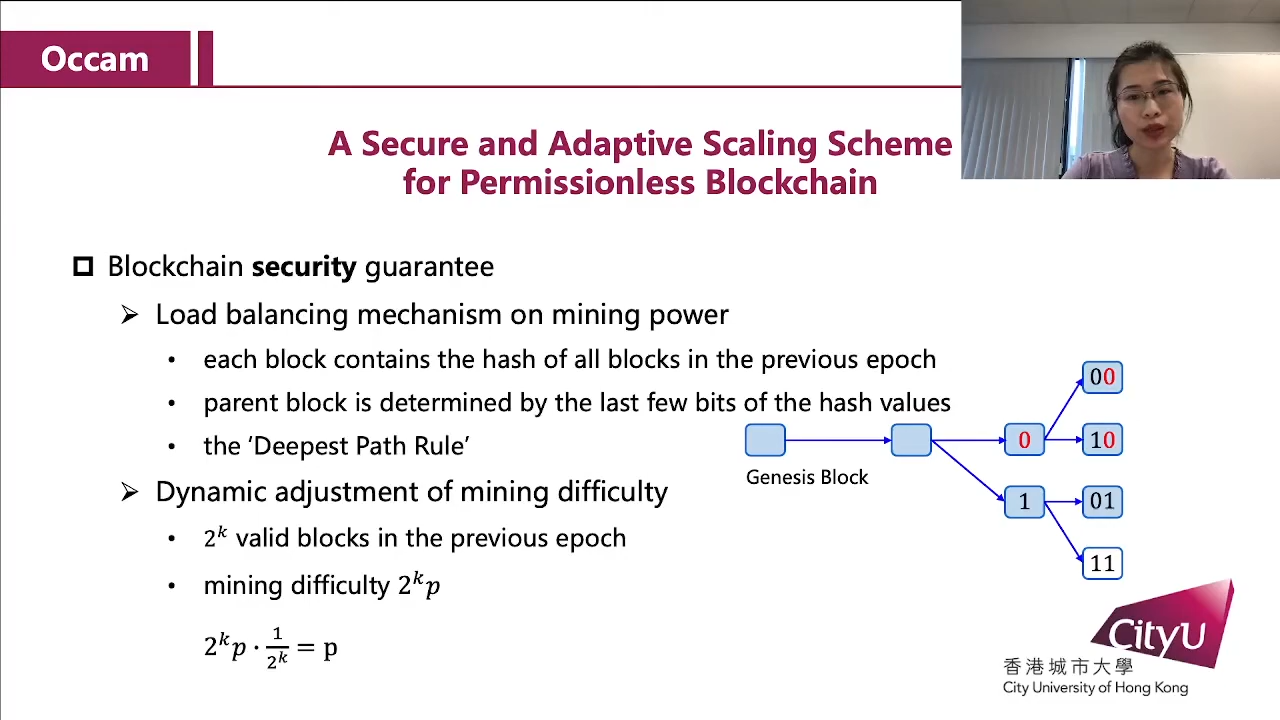 Occam
A Secure and Adaptive Scaling Scheme
for Permissionless Blockchain
Blockchain security guarantee
Load balancing mechanism on mining power
• each block contains the hash of all blocks in the previous epoch
• parent block is determined by the last few bits of the hash values
• the ‘Deepest Path Rule’
Dynamic adjustment of mining difficulty
• 2^k valid blocks in the previous epoch
• mining difficulty 2^k p
2^k p · 1/2^k = p
Genesis Block
0
1
00
10
01
11
CityU
香港城市大學
City University of Hong Kong